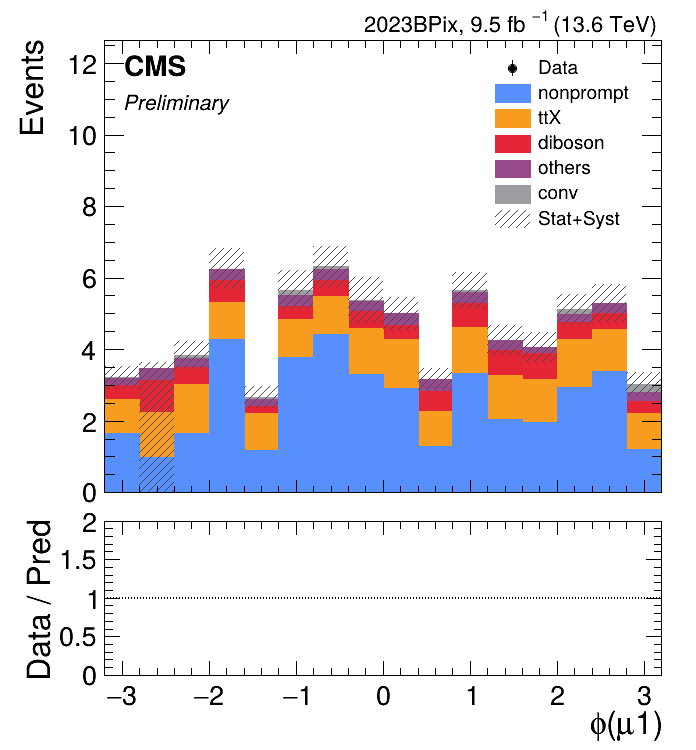 2023BPix, 9.5 fb⁻¹ (13.6 TeV)
CMS
Preliminary
Events
12
10
8
6
4
2
0
Data
nonprompt
ttX
diboson
others
conv
Stat+Syst
Data / Pred
2
1.5
1
0.5
0
−3 −2 −1 0 1 2 3
ϕ(μ1)